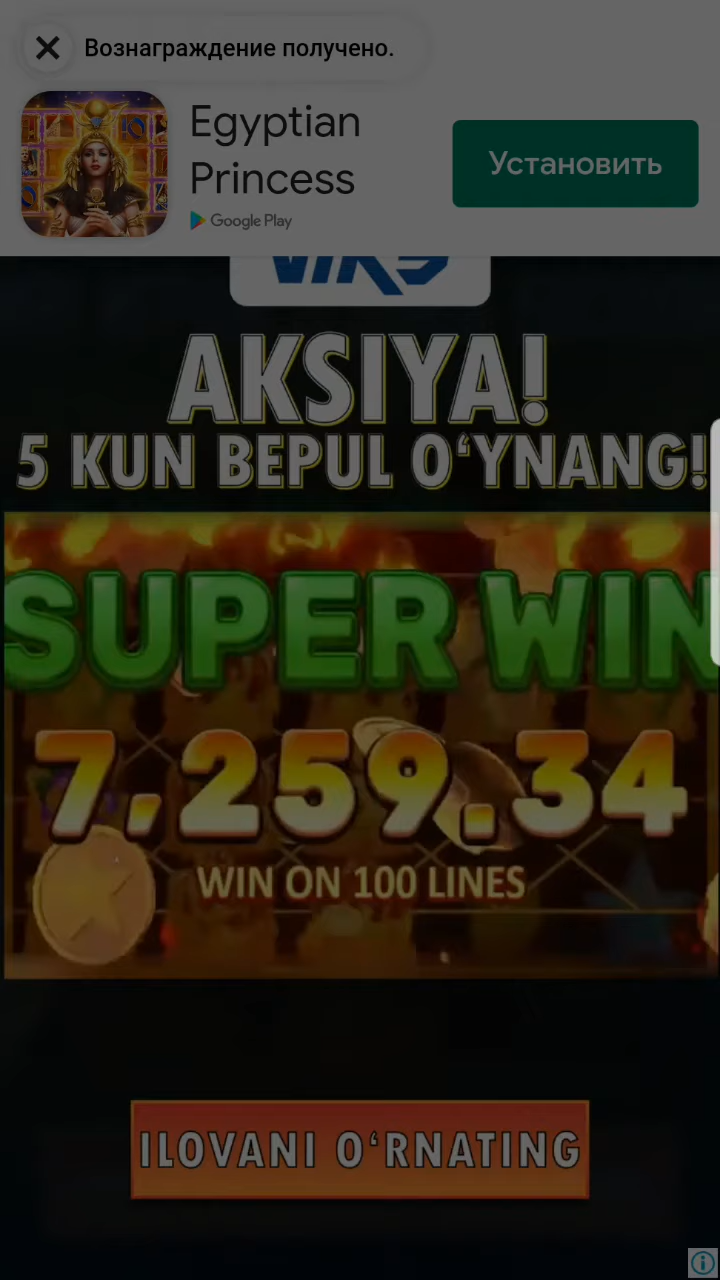 Вознаграждение получено.
Egyptian
Princess
Установить
Google Play
AKSIYA!
5 KUN BEPUL O‘YNANG!
SUPER WIN
7,259.34
WIN ON 100 LINES
ILOVANI O‘RNATING